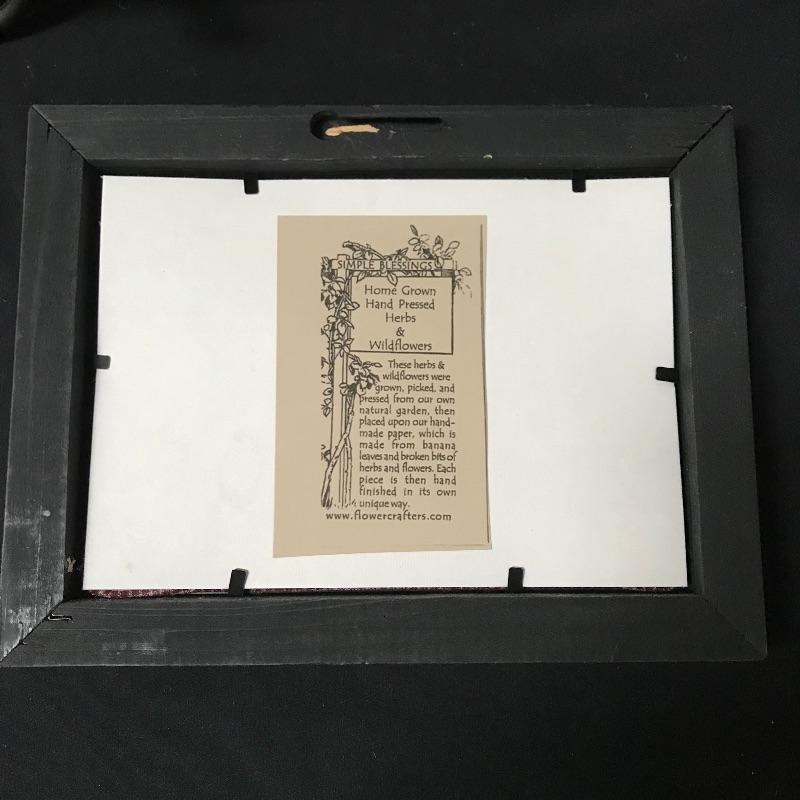 SIMPLE BLESSINGS
Home Grown
Hand Pressed
Herbs
&
Wildflowers
These herbs &
wildflowers were
grown, picked, and
pressed from our own
natural garden, then
placed upon our hand-
made paper, which is
made from banana
leaves and broken bits of
herbs and flowers. Each
piece is then hand
finished in its own
unique way.
www.flowercrafters.com